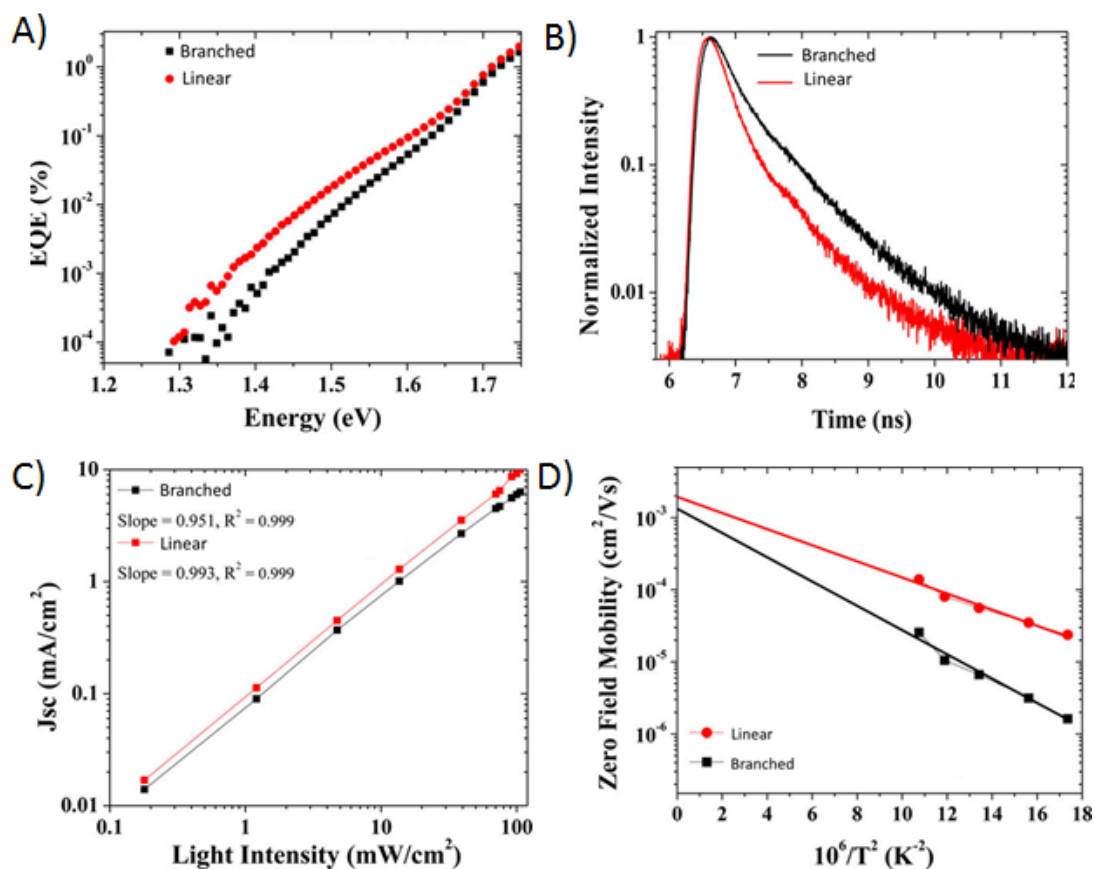 A)
Branched
Linear
10⁰
10⁻¹
10⁻²
10⁻³
10⁻⁴
EQE (%)
1.2 1.3 1.4 1.5 1.6 1.7
Energy (eV)
B)
Branched
Linear
1
0.1
0.01
Normalized Intensity
6 7 8 9 10 11 12
Time (ns)
C)
Branched
Slope = 0.951, R² = 0.999
Linear
Slope = 0.993, R² = 0.999
10
1
0.1
0.01
Jsc (mA/cm²)
0.1 1 10 100
Light Intensity (mW/cm²)
D)
10⁻³
10⁻⁴
10⁻⁵
10⁻⁶
Zero Field Mobility (cm²/Vs)
Linear
Branched
0 2 4 6 8 10 12 14 16 18
10⁶/T² (K⁻²)